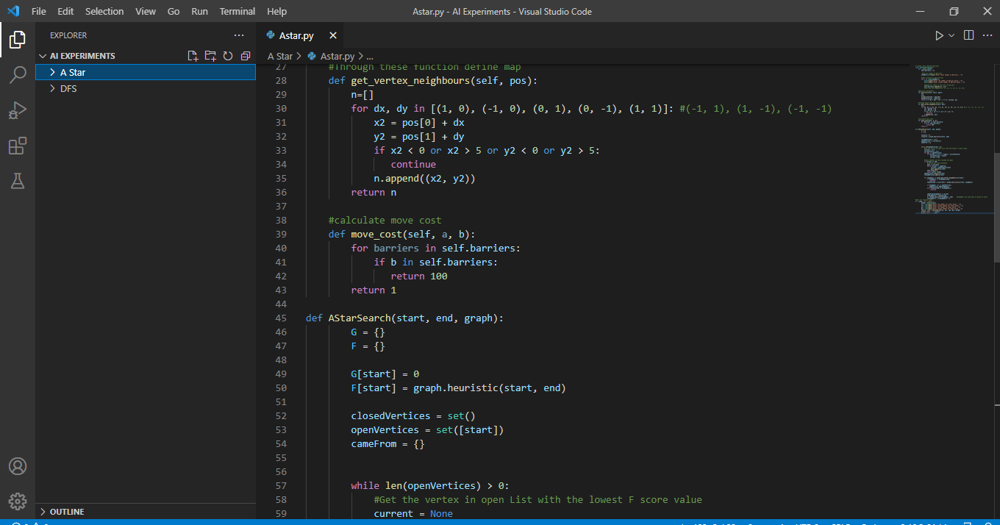 File Edit Selection View Go Run Terminal Help
Astar.py - AI Experiments - Visual Studio Code
EXPLORER
Astar.py
AI EXPERIMENTS
A Star > Astar.py > ...
A Star
DFS
27 #Through these function define map
28 def get_vertex_neighbours(self, pos):
29 n=[]
30 for dx, dy in [(1, 0), (-1, 0), (0, 1), (0, -1), (1, 1)]: #(-1, 1), (1, -1), (-1, -1)
31 x2 = pos[0] + dx
32 y2 = pos[1] + dy
33 if x2 < 0 or x2 > 5 or y2 < 0 or y2 > 5:
34 continue
35 n.append((x2, y2))
36 return n
37
38 #calculate move cost
39 def move_cost(self, a, b):
40 for barriers in self.barriers:
41 if b in self.barriers:
42 return 100
43 return 1
44
45 def AStarSearch(start, end, graph):
46 G = {}
47 F = {}
48
49 G[start] = 0
50 F[start] = graph.heuristic(start, end)
51
52 closedVertices = set()
53 openVertices = set([start])
54 cameFrom = {}
55
56
57 while len(openVertices) > 0:
58 #Get the vertex in open List with the lowest F score value
59 current = None
OUTLINE